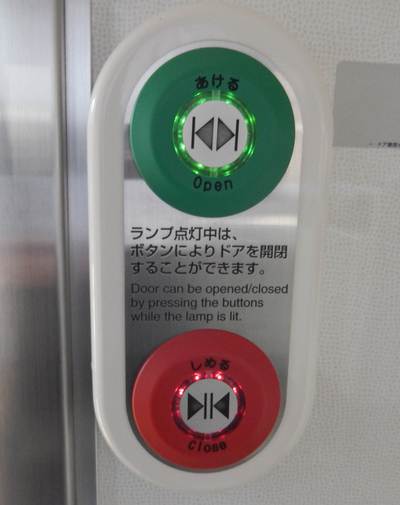 あける
Open
ランプ点灯中は、
ボタンによりドアを開閉
することができます。
Door can be opened/closed
by pressing the buttons
while the lamp is lit.
しめる
Close